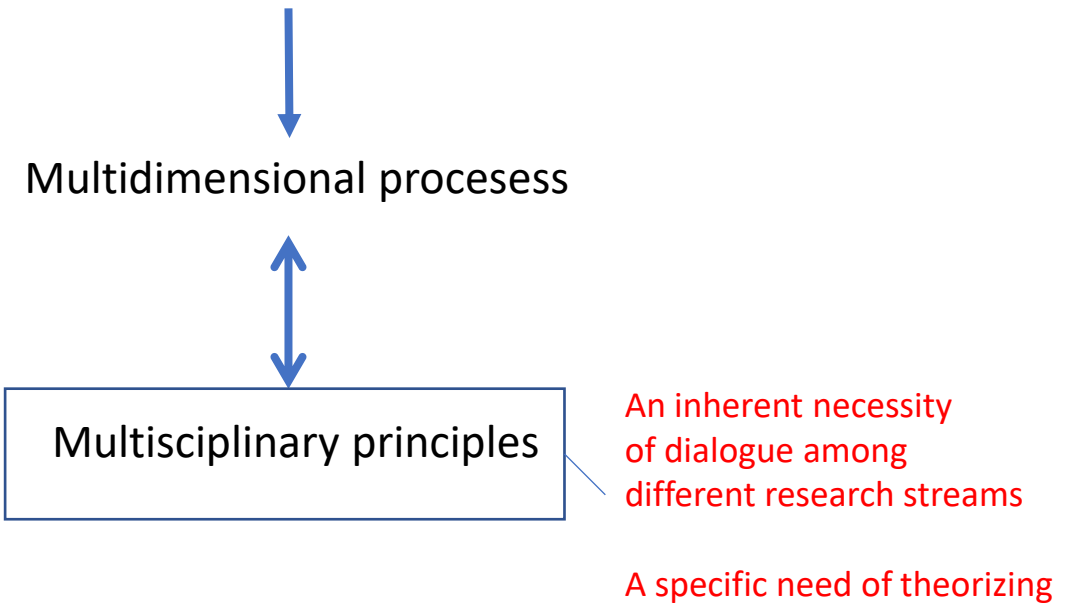 Multidimensional procesess
Multisciplinary principles
An inherent necessity
of dialogue among
different research streams
A specific need of theorizing